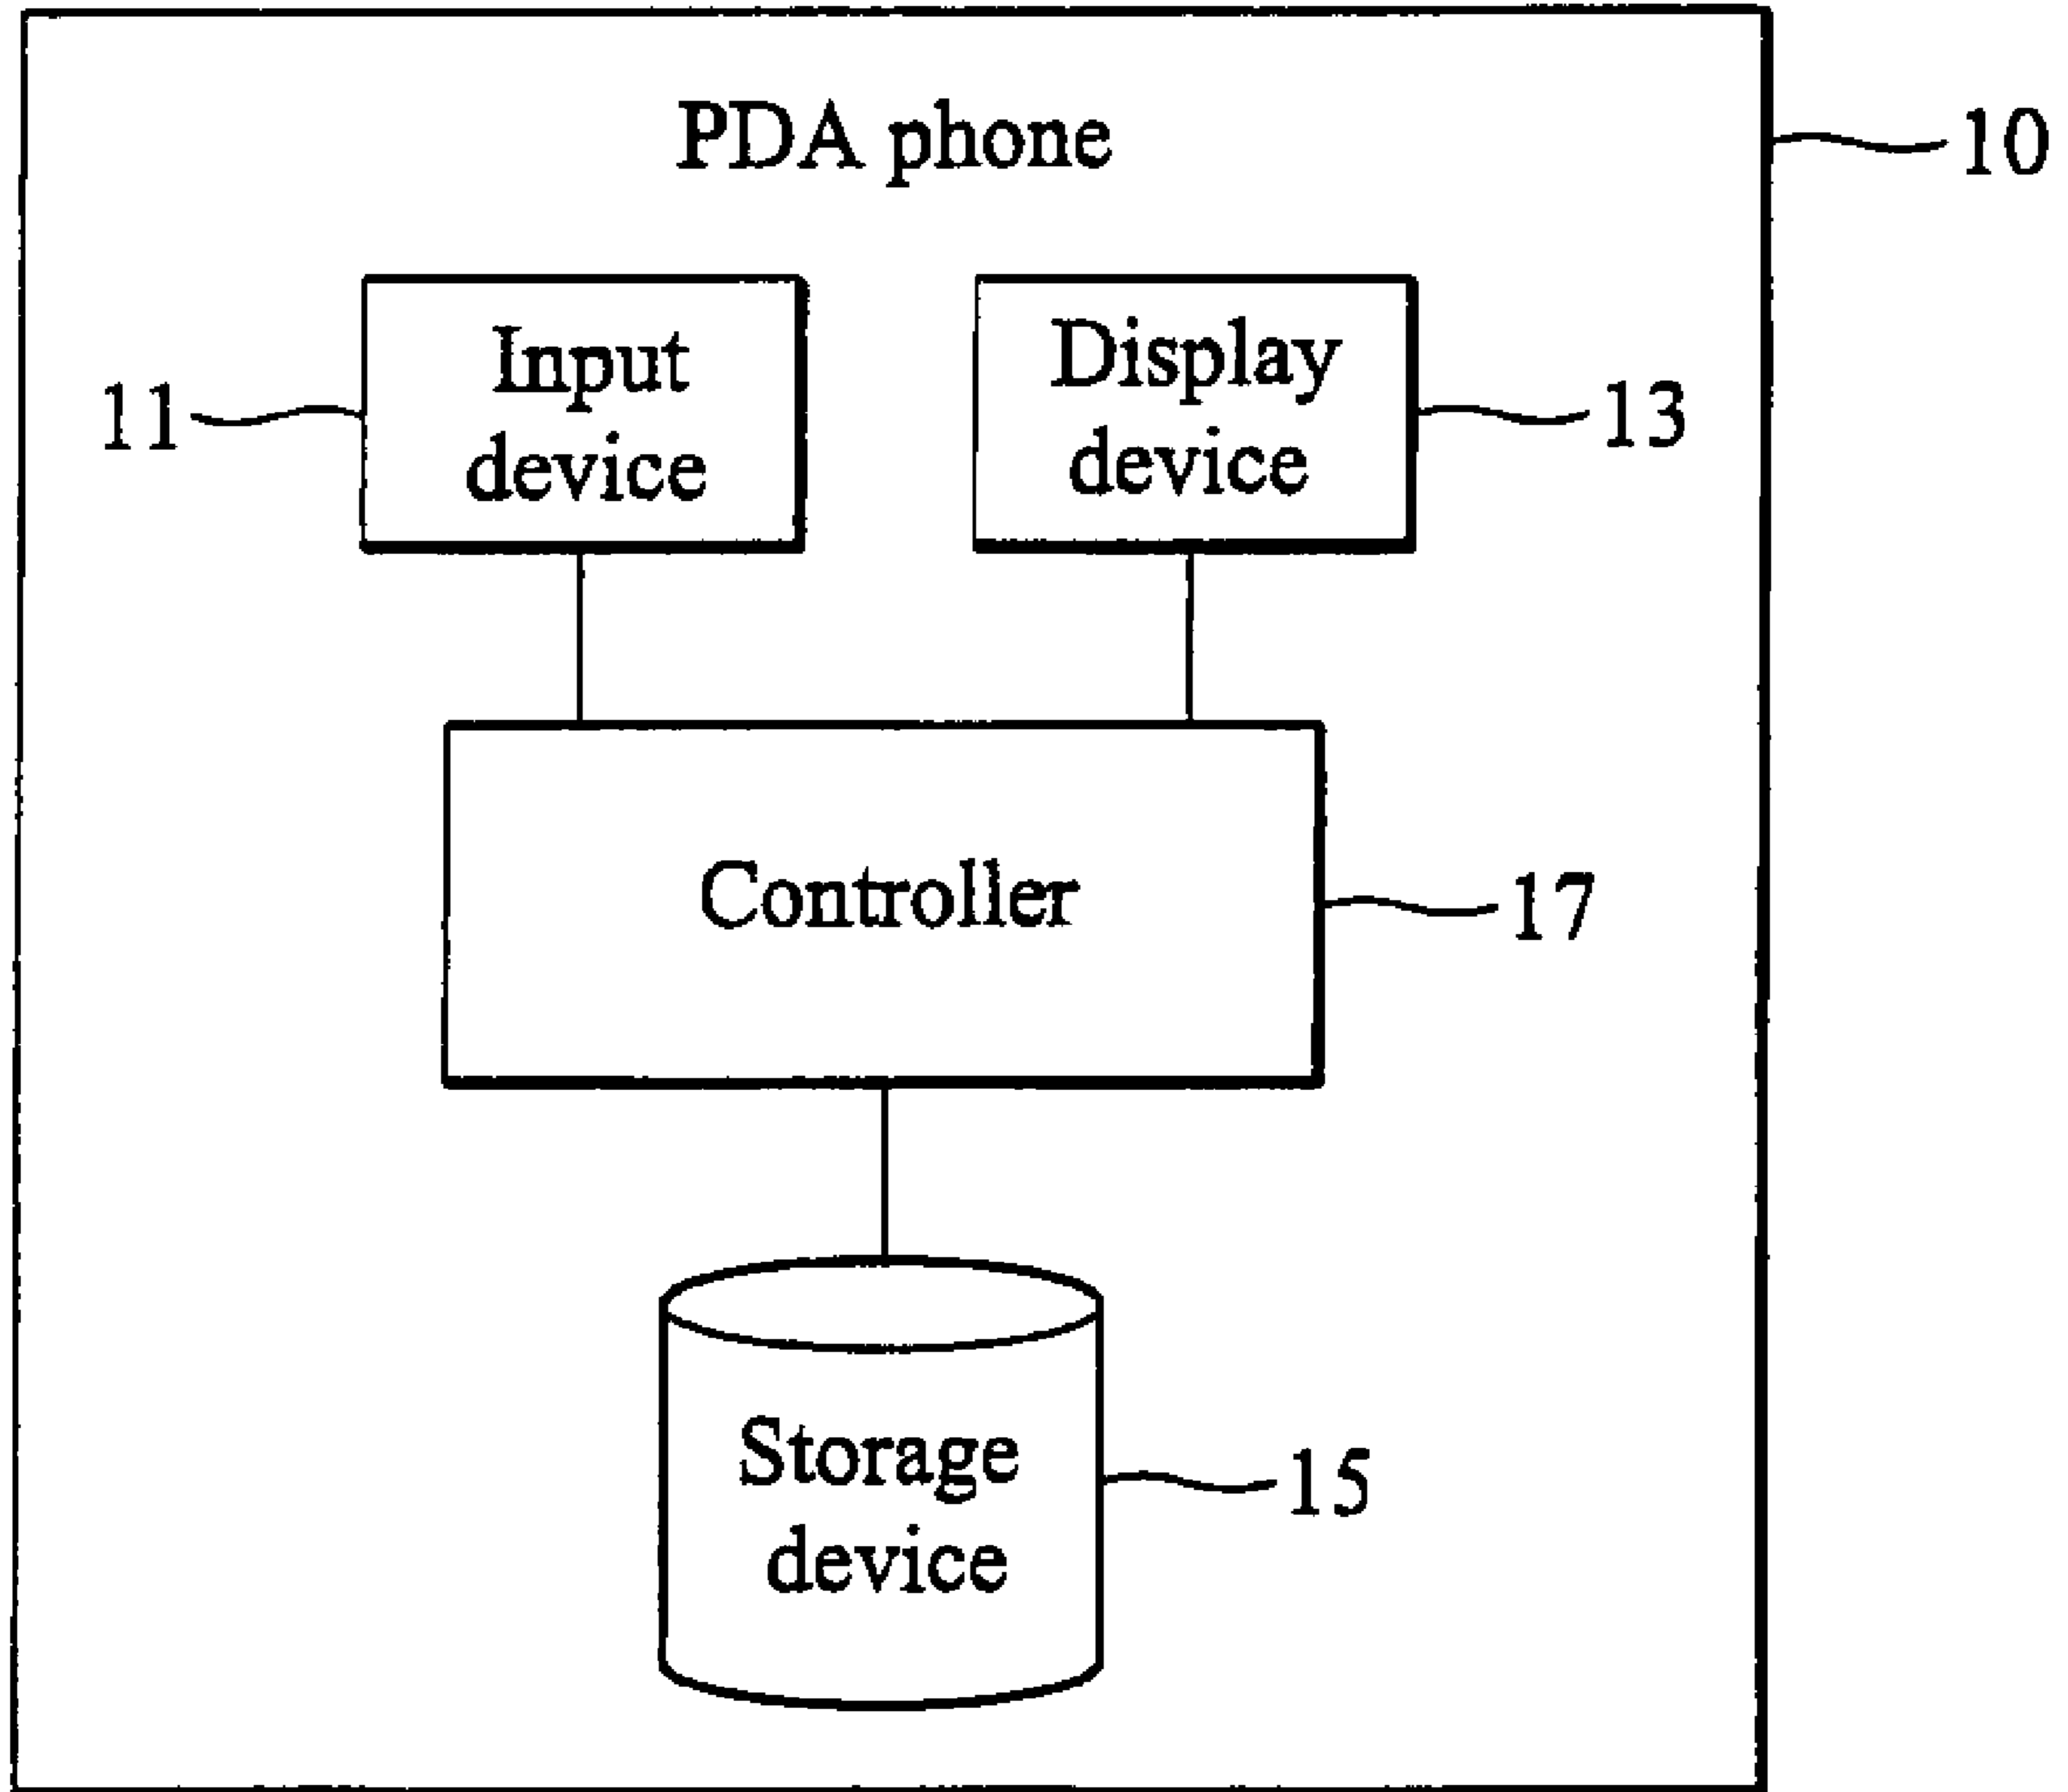 PDA phone
10
Input
device
11
Display
device
13
Controller
17
Storage
device
15